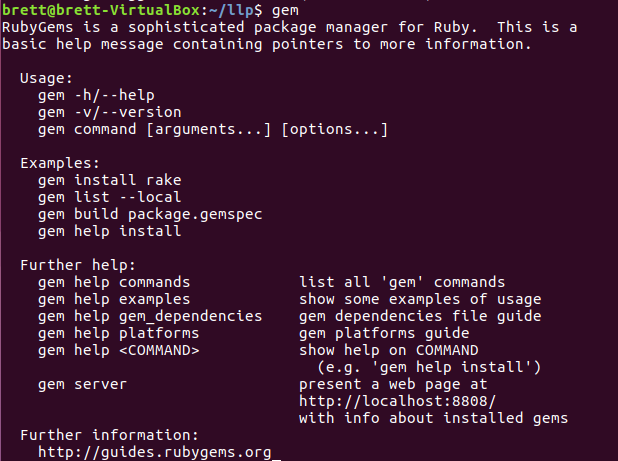 brett@brett-VirtualBox:~/llp$ gem
RubyGems is a sophisticated package manager for Ruby.  This is a
basic help message containing pointers to more information.

  Usage:
    gem -h/--help
    gem -v/--version
    gem command [arguments...] [options...]

  Examples:
    gem install rake
    gem list --local
    gem build package.gemspec
    gem help install

  Further help:
    gem help commands            list all 'gem' commands
    gem help examples            show some examples of usage
    gem help gem_dependencies    gem dependencies file guide
    gem help platforms           gem platforms guide
    gem help <COMMAND>           show help on COMMAND
                                   (e.g. 'gem help install')
    gem server                   present a web page at
                                 http://localhost:8808/
                                 with info about installed gems
  Further information:
    http://guides.rubygems.org